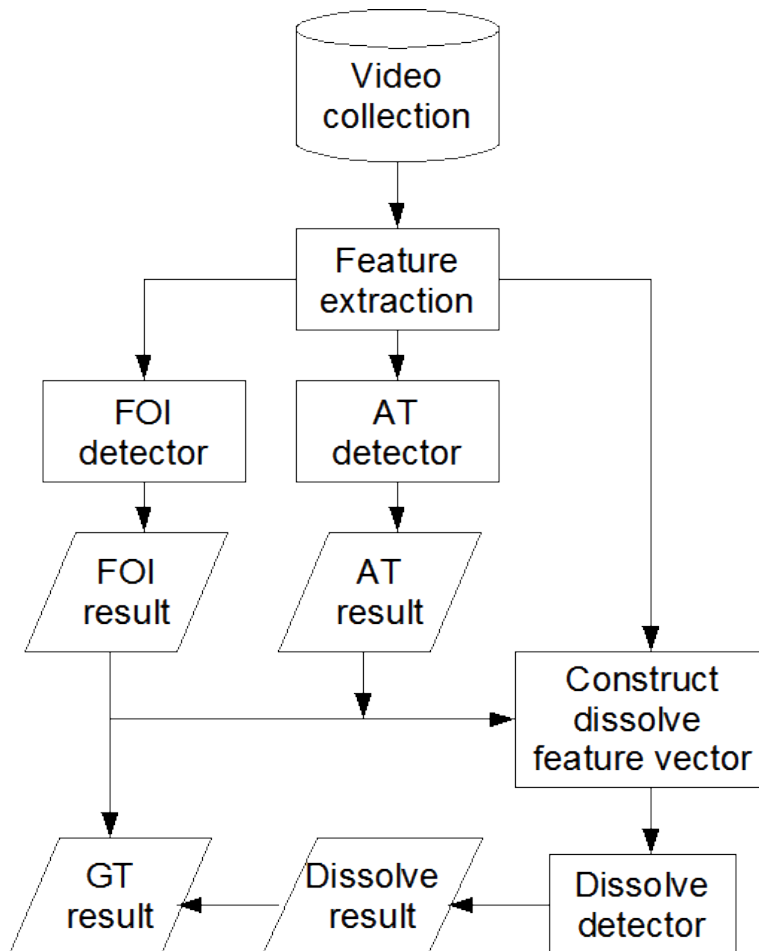 Video
collection
Feature
extraction
FOI
detector
AT
detector
FOI
result
AT
result
Construct
dissolve
feature vector
GT
result
Dissolve
result
Dissolve
detector